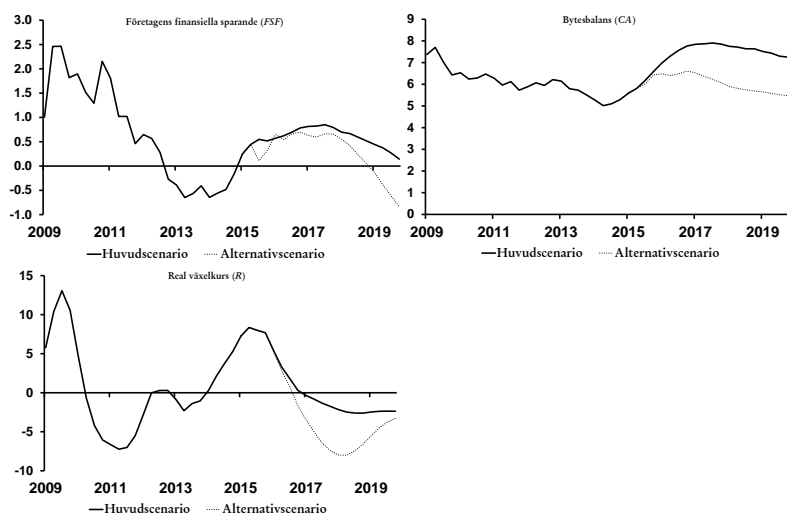 Företagens finansiella sparande (FSF)
3.0
2.5
2.0
1.5
1.0
0.5
0.0
-0.5
-1.0
2009 2011 2013 2015 2017 2019
Huvudscenario Alternativscenario
Bytesbalans (CA)
9
8
7
6
5
4
3
2
1
0
2009 2011 2013 2015 2017 2019
Huvudscenario Alternativscenario
Real växelkurs (R)
15
10
5
0
-5
-10
2009 2011 2013 2015 2017 2019
Huvudscenario Alternativscenario